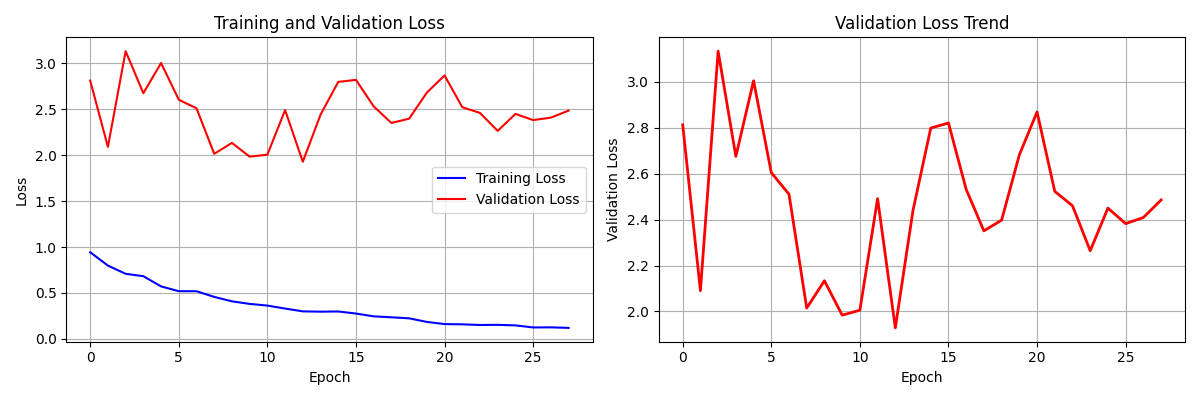 Training and Validation Loss
3.0
2.5
2.0
1.5
1.0
0.5
0.0
Loss
Training Loss
Validation Loss
0 5 10 15 20 25
Epoch
Validation Loss Trend
3.0
2.8
2.6
2.4
2.2
2.0
Validation Loss
0 5 10 15 20 25
Epoch